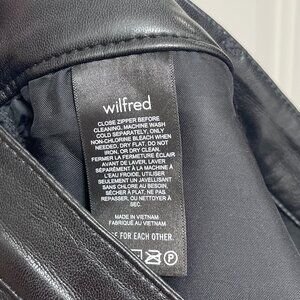 wilfred
CLOSE ZIPPER BEFORE
CLEANING, MACHINE WASH
COLD SEPARATELY, ONLY
NON-CHLORINE BLEACH WHEN
NEEDED, DRY FLAT, DO NOT
IRON, OR DRY CLEAN.
FERMER LA FERMETURE ÉCLAIR
AVANT DE LAVER, LAVER
SÉPARÉMENT À LA MACHINE À
L'EAU FROIDE, UTILISER
SEULEMENT UN JAVELLISANT
SANS CHLORE AU BESOIN,
SÉCHER À PLAT, NE PAS
REPASSER, OU NETTOYER À
SEC.
MADE IN VIETNAM
FABRIQUÉ AU VIETNAM
FOR EACH OTHER.